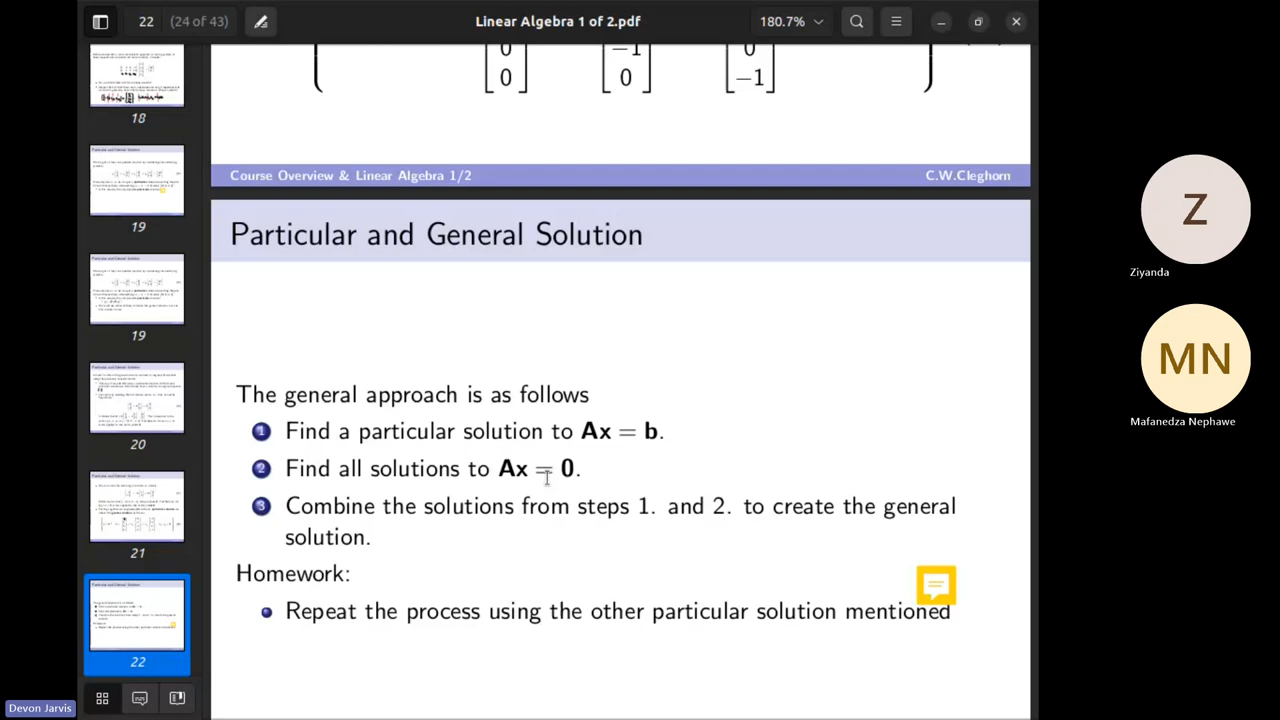 22 (24 of 43)
Linear Algebra 1 of 2.pdf
180.7%
18
19
19
20
21
22
0 −1 0
0 0 −1
Course Overview & Linear Algebra 1/2 C.W.Cleghorn
Particular and General Solution
The general approach is as follows
1 Find a particular solution to Ax = b.
2 Find all solutions to Ax = 0.
3 Combine the solutions from steps 1. and 2. to create the general
solution.
Homework:
Repeat the process using the other particular solution mentioned
Z
Ziyanda
MN
Mafanedza Nephawe
Devon Jarvis